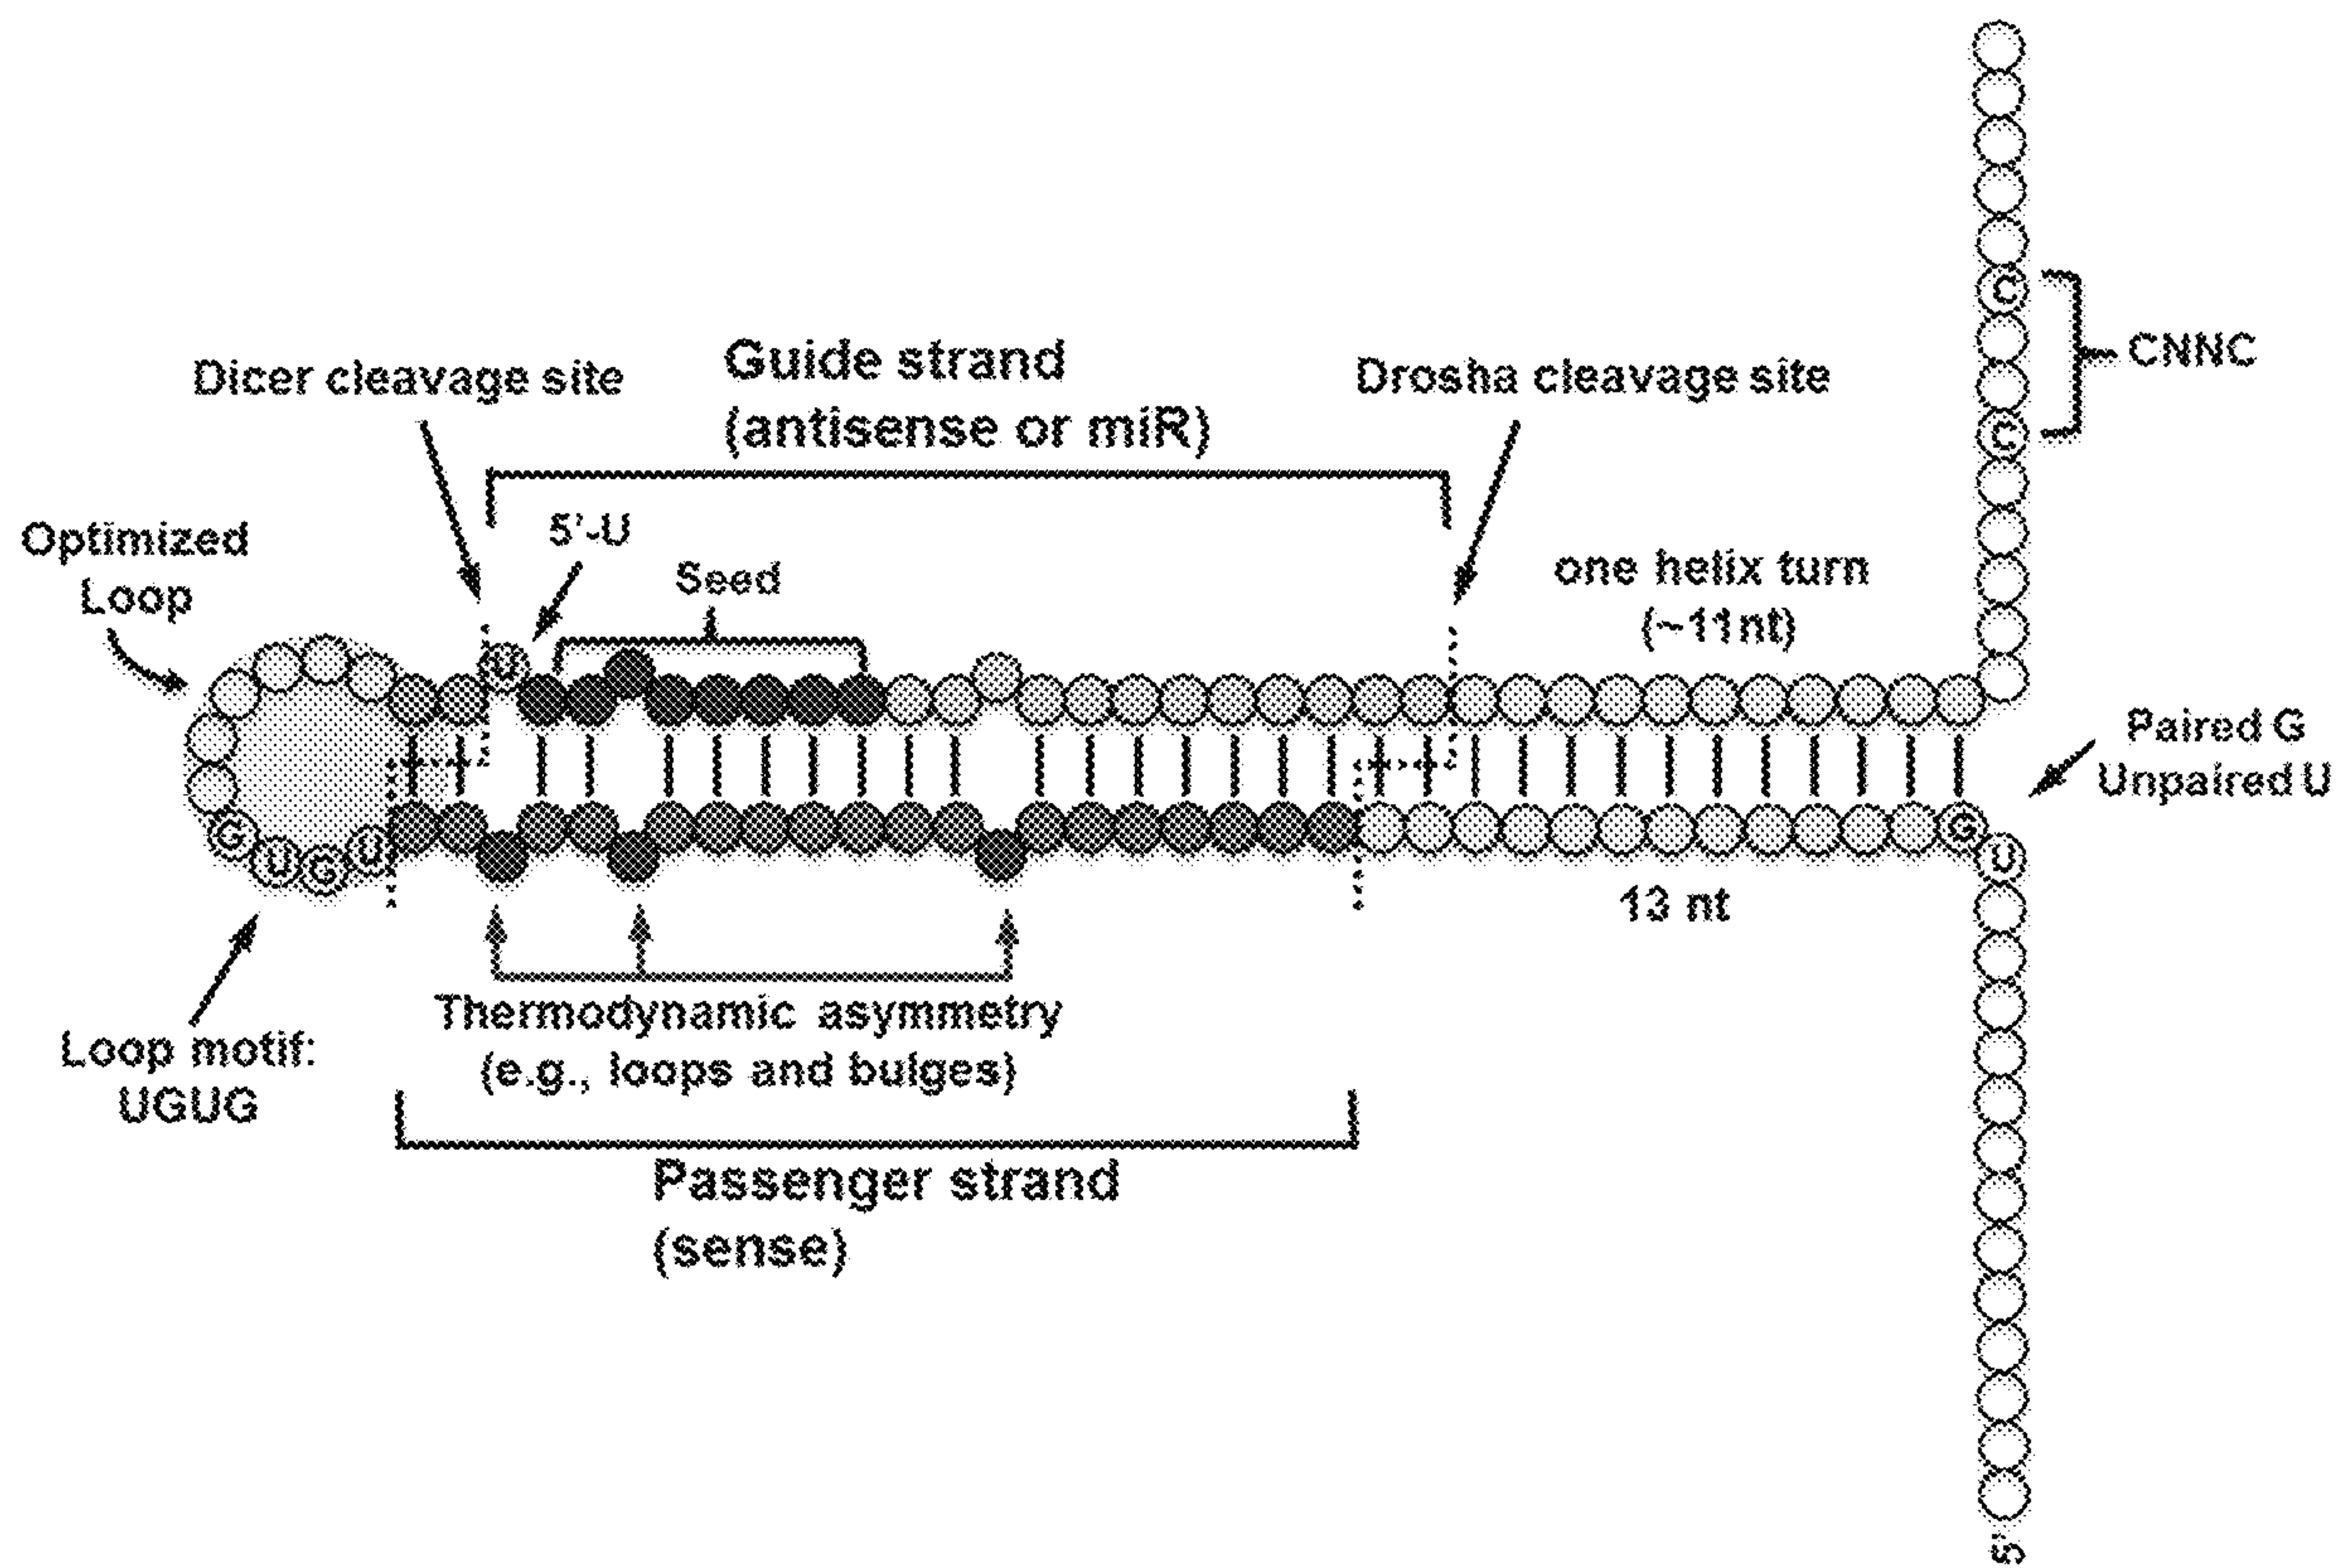 Guide strand
(antisense or miR)
Dicer cleavage site
Drosha cleavage site
C
CNNC
C
Optimized
Loop
5'-U
Seed
one helix turn
(~11nt)
U
Paired G
Unpaired U
G
U
G
U
G
U
13 nt
Thermodynamic asymmetry
(e.g., loops and bulges)
Loop motif:
UGUG
Passenger strand
(sense)
5'